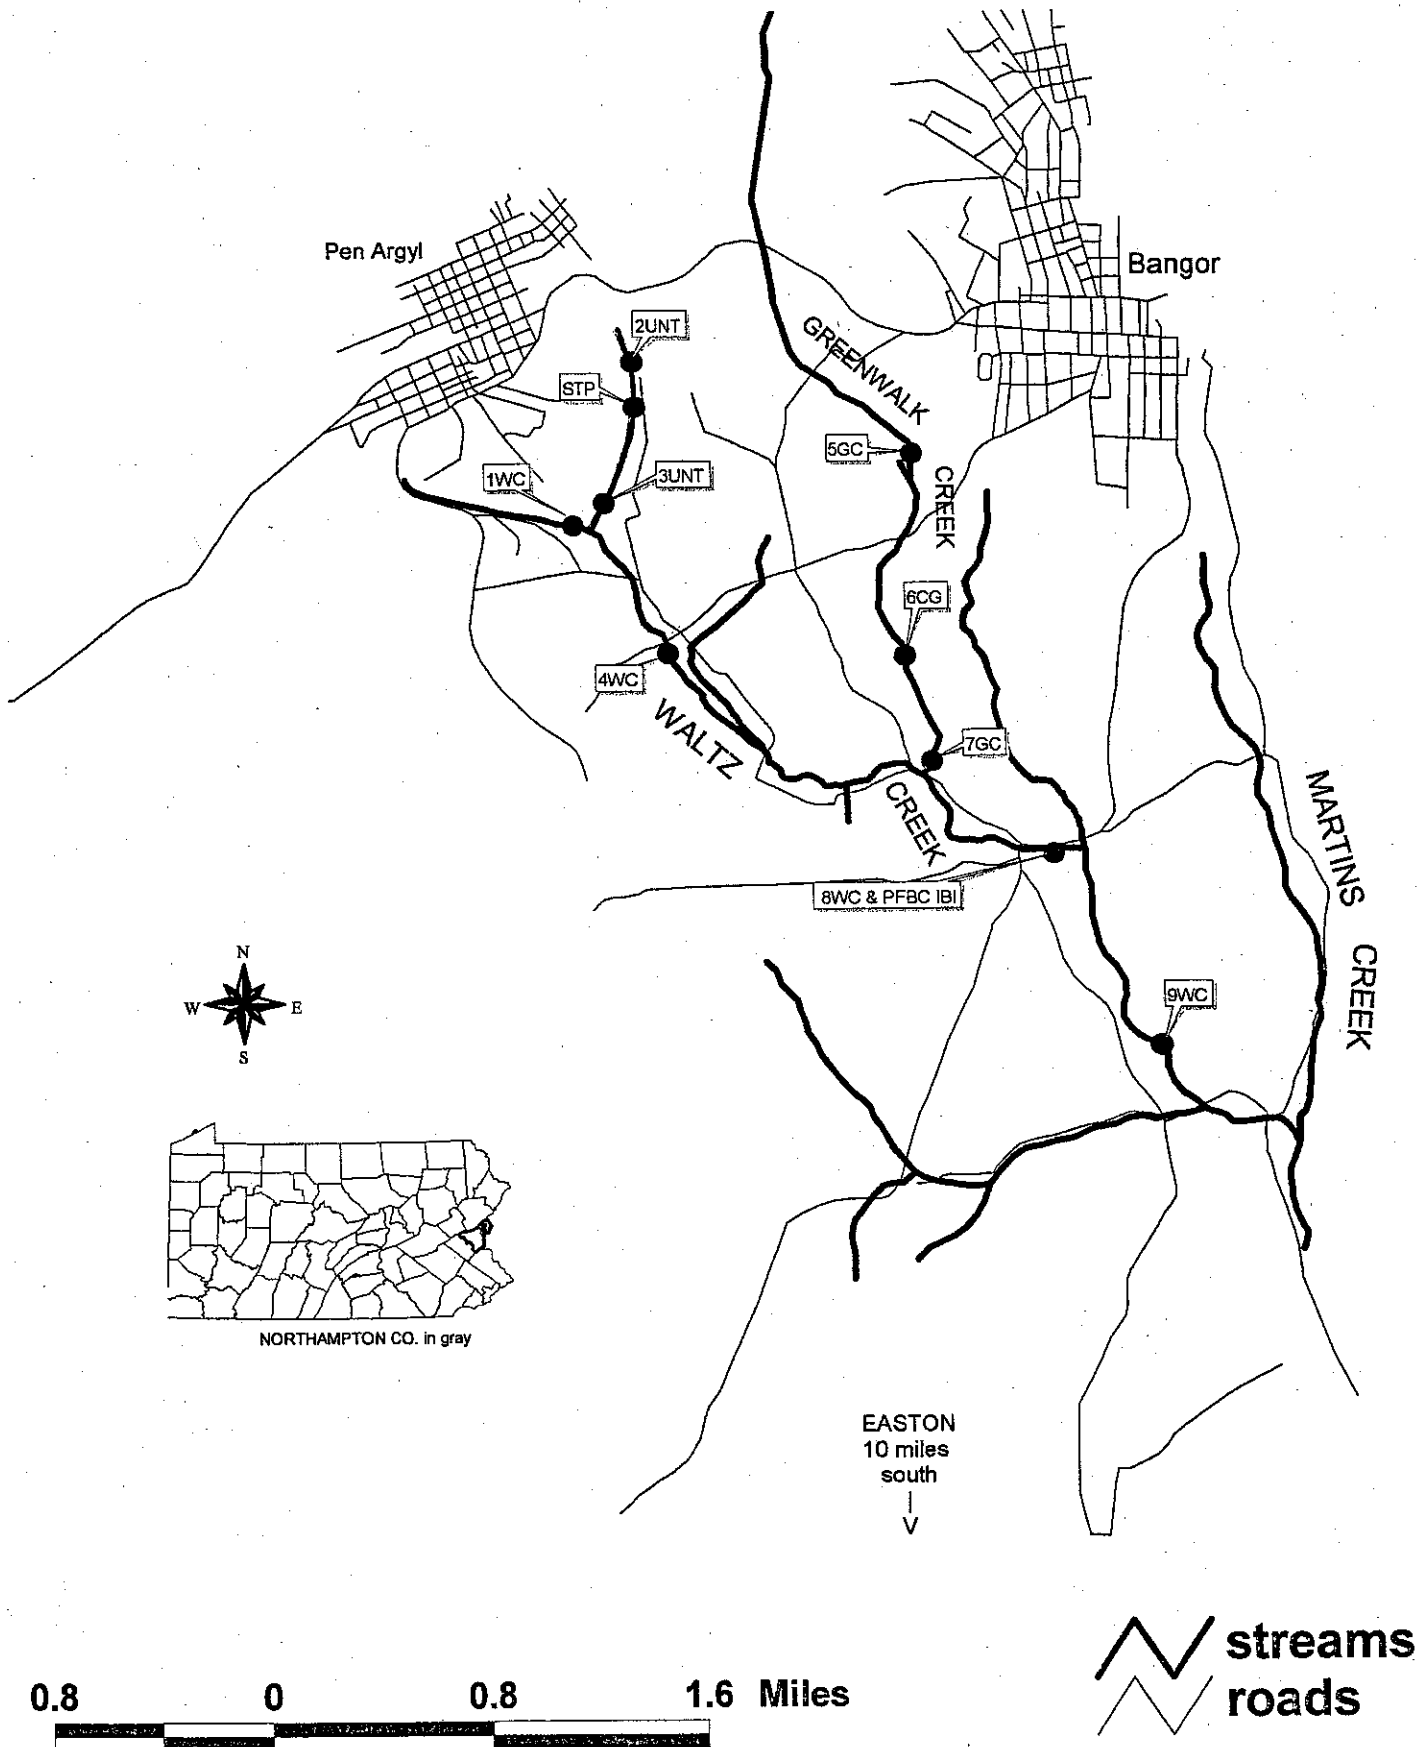 Pen Argyl
Bangor
2UNT
GREENWALK
STP
5GC
3UNT
1WC
CREEK
6CG
4WC
WALTZ
7GC
MARTINS
CREEK
8WC & PFBC IBI
CREEK
N
9WC
W
E
S
NORTHAMPTON CO. in gray
EASTON
10 miles
south
V
streams
roads
0.8 0 0.8 1.6 Miles